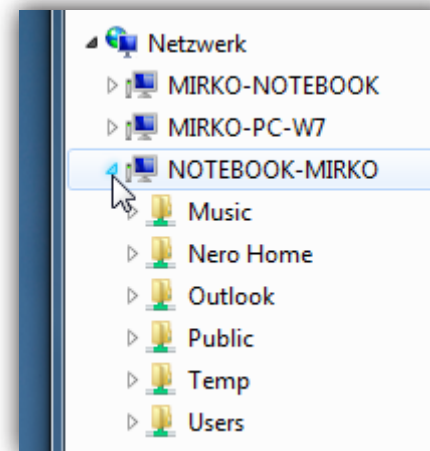 Netzwerk
MIRKO-NOTEBOOK
MIRKO-PC-W7
NOTEBOOK-MIRKO
Music
Nero Home
Outlook
Public
Temp
Users